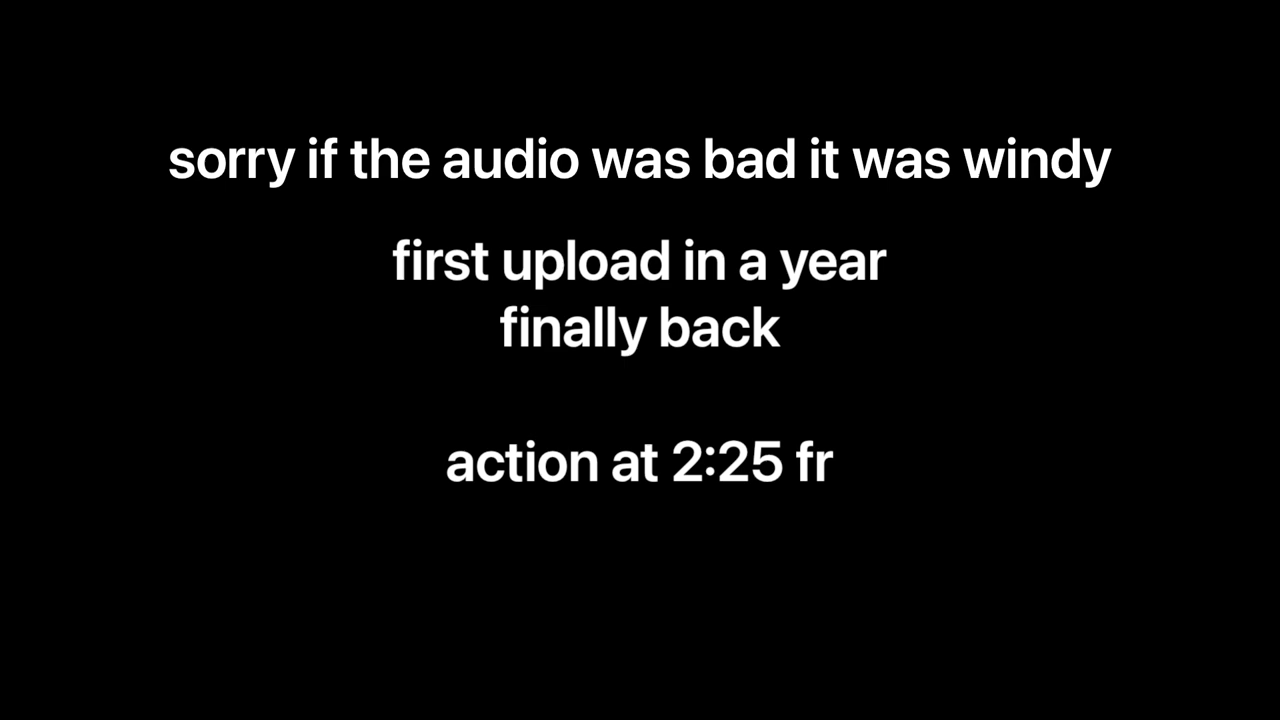 sorry if the audio was bad it was windy
first upload in a year
finally back
action at 2:25 fr